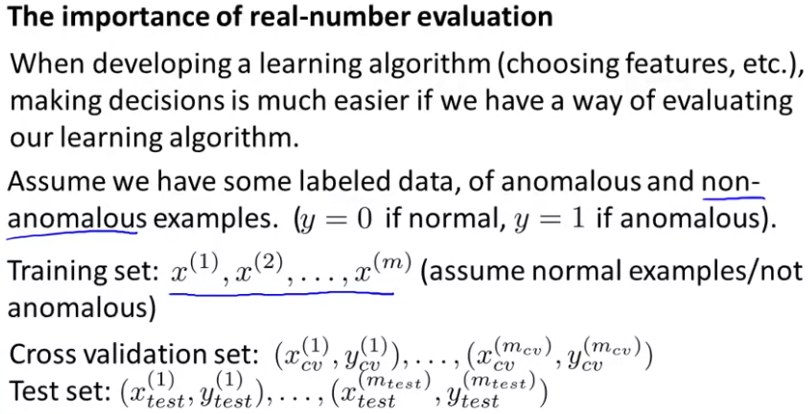 The importance of real-number evaluation
When developing a learning algorithm (choosing features, etc.),
making decisions is much easier if we have a way of evaluating
our learning algorithm.
Assume we have some labeled data, of anomalous and non-
anomalous examples. (y = 0 if normal, y = 1 if anomalous).
Training set: x^{(1)}, x^{(2)}, . . . , x^{(m)} (assume normal examples/not
anomalous)
Cross validation set: (x_{cv}^{(1)}, y_{cv}^{(1)}), . . . , (x_{cv}^{(m_{cv})}, y_{cv}^{(m_{cv})})
Test set: (x_{test}^{(1)}, y_{test}^{(1)}), . . . , (x_{test}^{(m_{test})}, y_{test}^{(m_{test})})